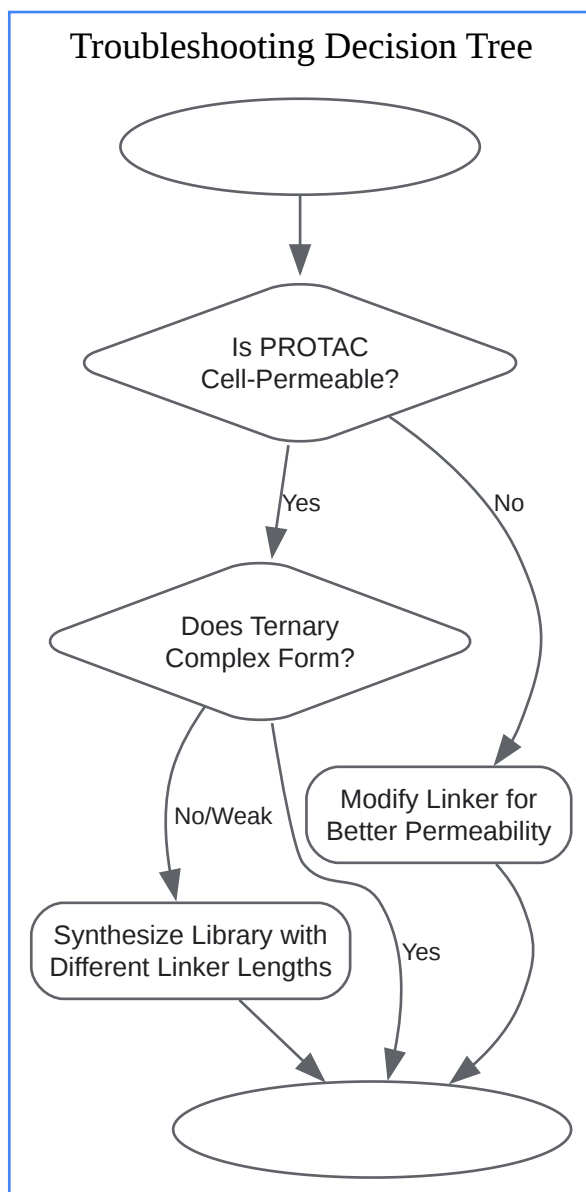 Troubleshooting Decision Tree
Is PROTAC
Cell-Permeable?
Yes
No
Does Ternary
Complex Form?
No/Weak
Modify Linker for
Better Permeability
Synthesize Library with
Different Linker Lengths
Yes